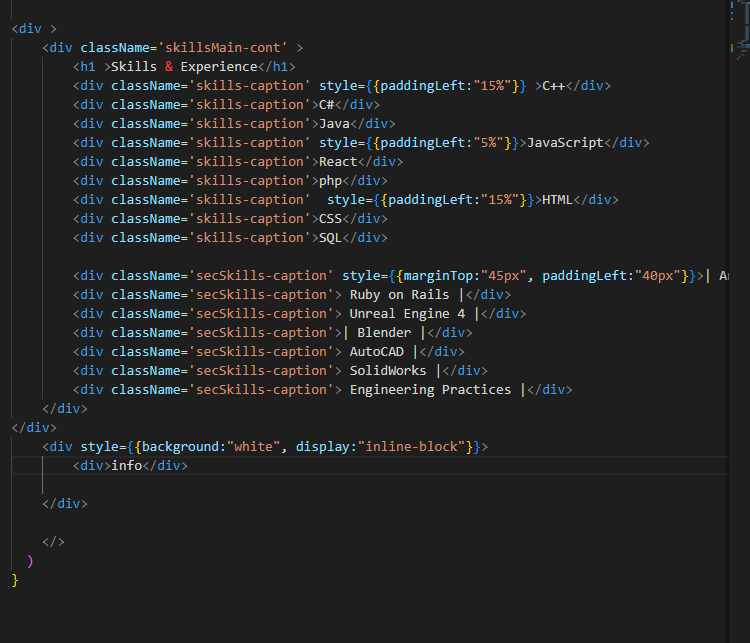 <div >
<div className='skillsMain-cont' >
<h1 >Skills & Experience</h1>
<div className='skills-caption' style={{paddingLeft:"15%"}} >C++</div>
<div className='skills-caption'>C#</div>
<div className='skills-caption'>Java</div>
<div className='skills-caption' style={{paddingLeft:"5%"}}>JavaScript</div>
<div className='skills-caption'>React</div>
<div className='skills-caption'>php</div>
<div className='skills-caption'  style={{paddingLeft:"15%"}}>HTML</div>
<div className='skills-caption'>CSS</div>
<div className='skills-caption'>SQL</div>
<div className='secSkills-caption' style={{marginTop:"45px", paddingLeft:"40px"}}>|
<div className='secSkills-caption'> Ruby on Rails |</div>
<div className='secSkills-caption'> Unreal Engine 4 |</div>
<div className='secSkills-caption'>| Blender |</div>
<div className='secSkills-caption'> AutoCAD |</div>
<div className='secSkills-caption'> SolidWorks |</div>
<div className='secSkills-caption'> Engineering Practices |</div>
</div>
</div>
<div style={{background:"white", display:"inline-block"}}>
<div>info</div>
</div>
</>
)
}